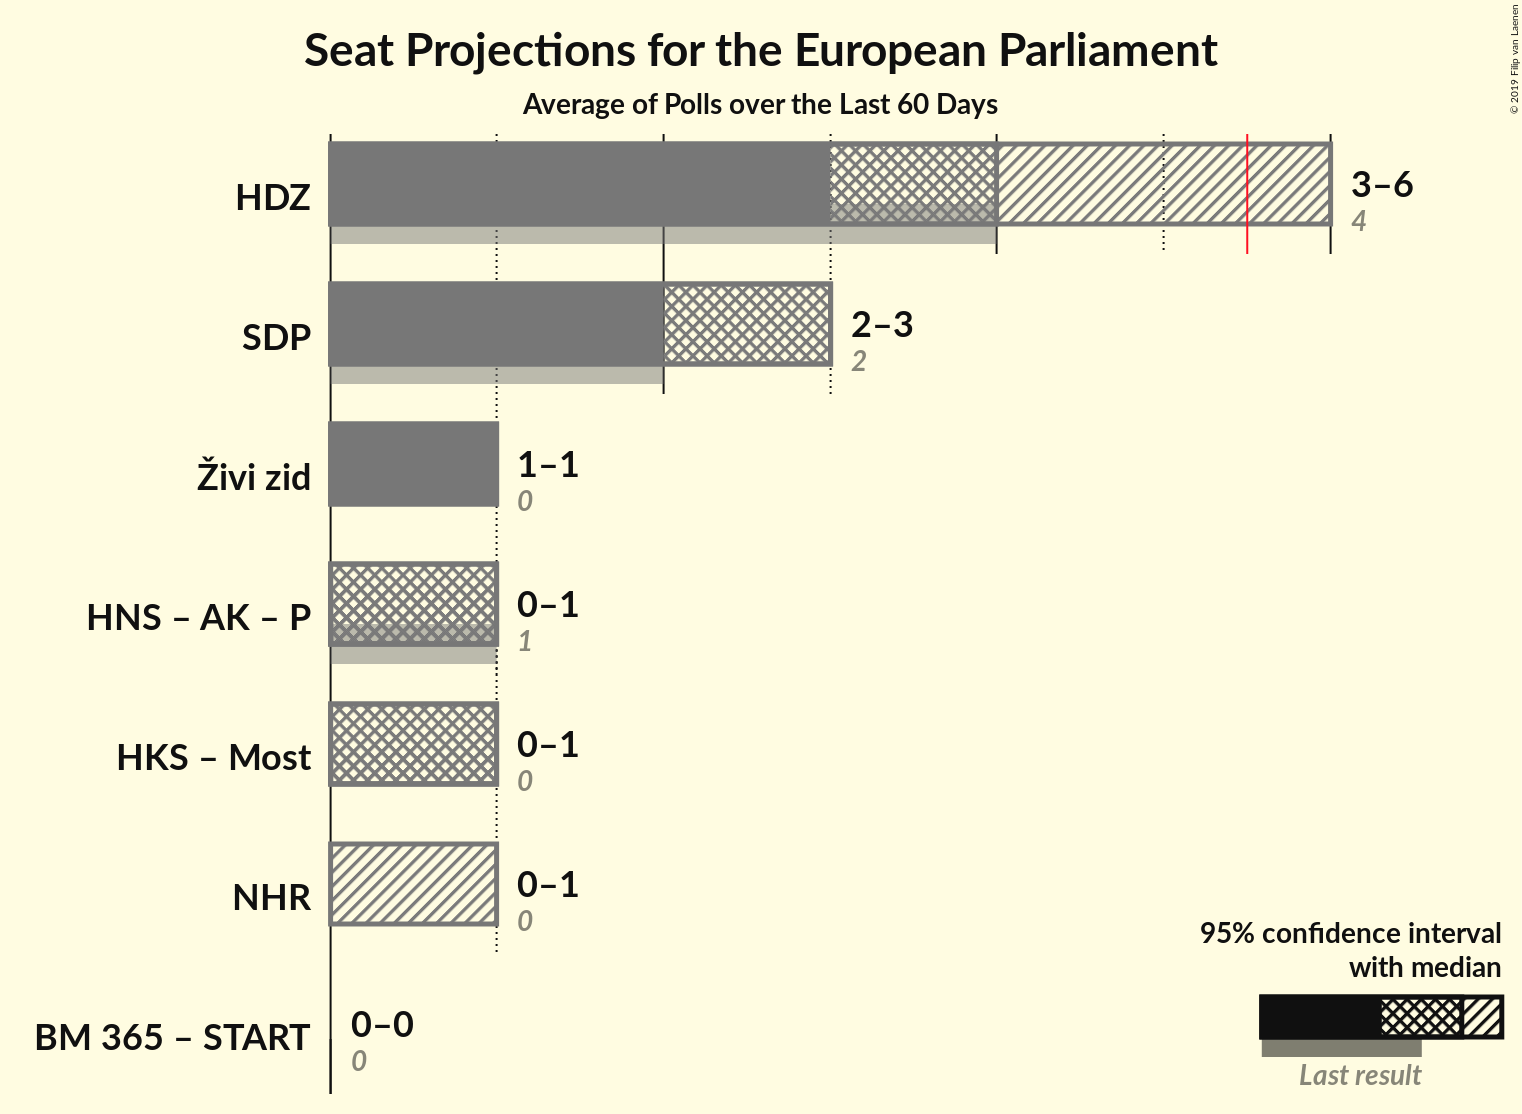 Seat Projections for the European Parliament
Average of Polls over the Last 60 Days
© 2019 Filip van Laenen
HDZ
3–6
4
SDP
2–3
2
Živi zid
1–1
0
HNS – AK – P
0–1
1
HKS – Most
0–1
0
NHR
0–1
0
BM 365 – START
0–0
0
95% confidence interval
with median
Last result